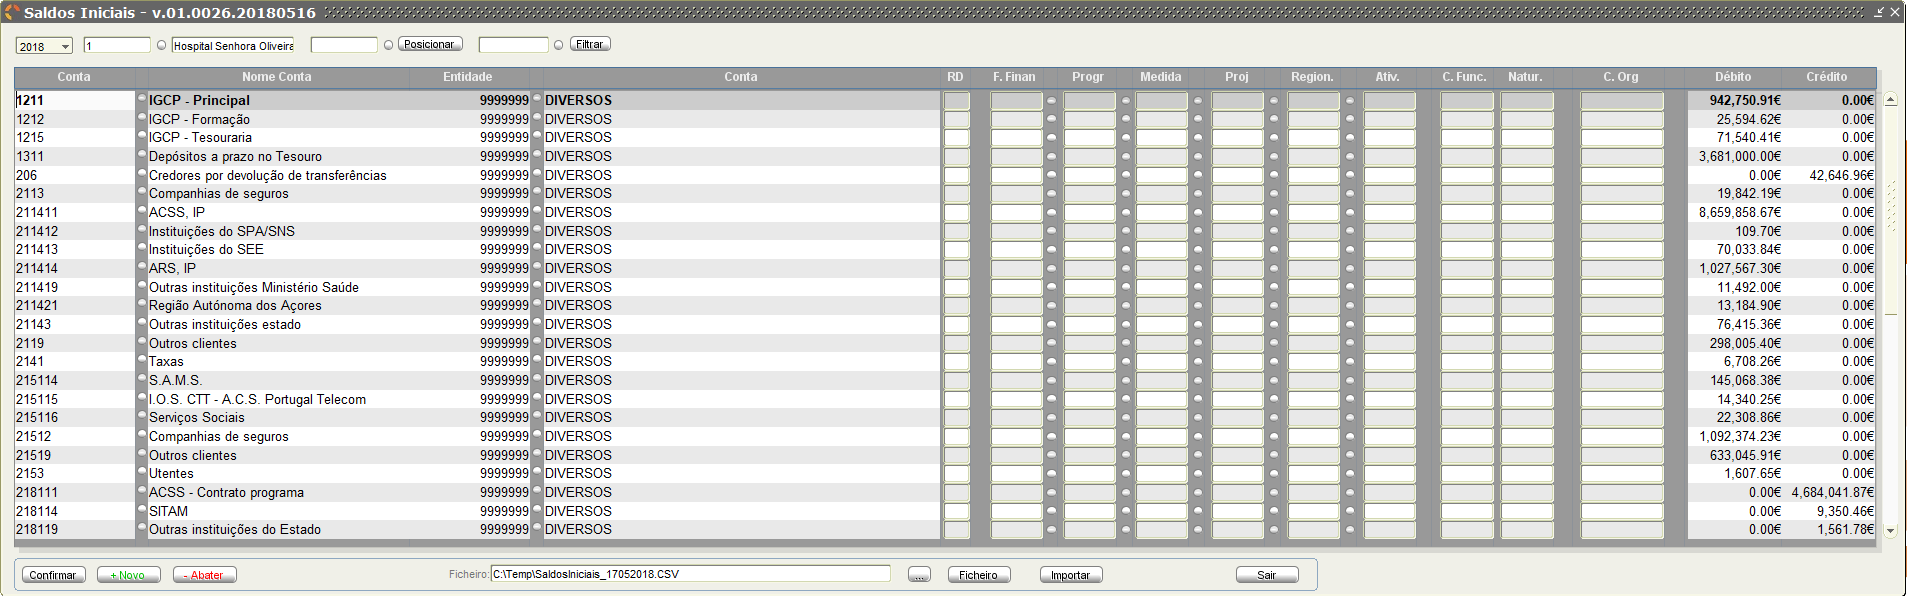 Saldos Iniciais - v.01.0026.20180516
2018 1 Hospital Senhora Oliveira Posicionar Filtrar
Conta Nome Conta Entidade Conta RD F. Finan Progr Medida Proj Region. Ativ. C. Func. Natur. C. Org Débito Crédito
1211 IGCP - Principal 9999999 DIVERSOS 942,750.91€ 0.00€
1212 IGCP - Formação 9999999 DIVERSOS 25,594.62€ 0.00€
1215 IGCP - Tesouraria 9999999 DIVERSOS 71,540.41€ 0.00€
1311 Depósitos a prazo no Tesouro 9999999 DIVERSOS 3,681,000.00€ 0.00€
206 Credores por devolução de transferências 9999999 DIVERSOS 0.00€ 42,646.96€
2113 Companhias de seguros 9999999 DIVERSOS 19,842.19€ 0.00€
211411 ACSS, IP 9999999 DIVERSOS 8,659,858.67€ 0.00€
211412 Instituições do SPA/SNS 9999999 DIVERSOS 109.70€ 0.00€
211413 Instituições do SEE 9999999 DIVERSOS 70,033.84€ 0.00€
211414 ARS, IP 9999999 DIVERSOS 1,027,567.30€ 0.00€
211419 Outras instituições Ministério Saúde 9999999 DIVERSOS 11,492.00€ 0.00€
211421 Região Autónoma dos Açores 9999999 DIVERSOS 13,184.90€ 0.00€
21143 Outras instituições estado 9999999 DIVERSOS 76,415.36€ 0.00€
2119 Outros clientes 9999999 DIVERSOS 298,005.40€ 0.00€
2141 Taxas 9999999 DIVERSOS 6,708.26€ 0.00€
215114 S.A.M.S. 9999999 DIVERSOS 145,068.38€ 0.00€
215115 I.O.S. CTT - A.C.S. Portugal Telecom 9999999 DIVERSOS 14,340.25€ 0.00€
215116 Serviços Sociais 9999999 DIVERSOS 22,308.86€ 0.00€
21512 Companhias de seguros 9999999 DIVERSOS 1,092,374.23€ 0.00€
21519 Outros clientes 9999999 DIVERSOS 633,045.91€ 0.00€
2153 Utentes 9999999 DIVERSOS 1,607.65€ 0.00€
218111 ACSS - Contrato programa 9999999 DIVERSOS 0.00€ 4,684,041.87€
218114 SITAM 9999999 DIVERSOS 0.00€ 9,350.46€
218119 Outras instituições do Estado 9999999 DIVERSOS 0.00€ 1,561.78€
Confirmar + Novo - Abater Ficheiro: C:\Temp\SaldosIniciais_17052018.CSV ... Ficheiro Importar Sair